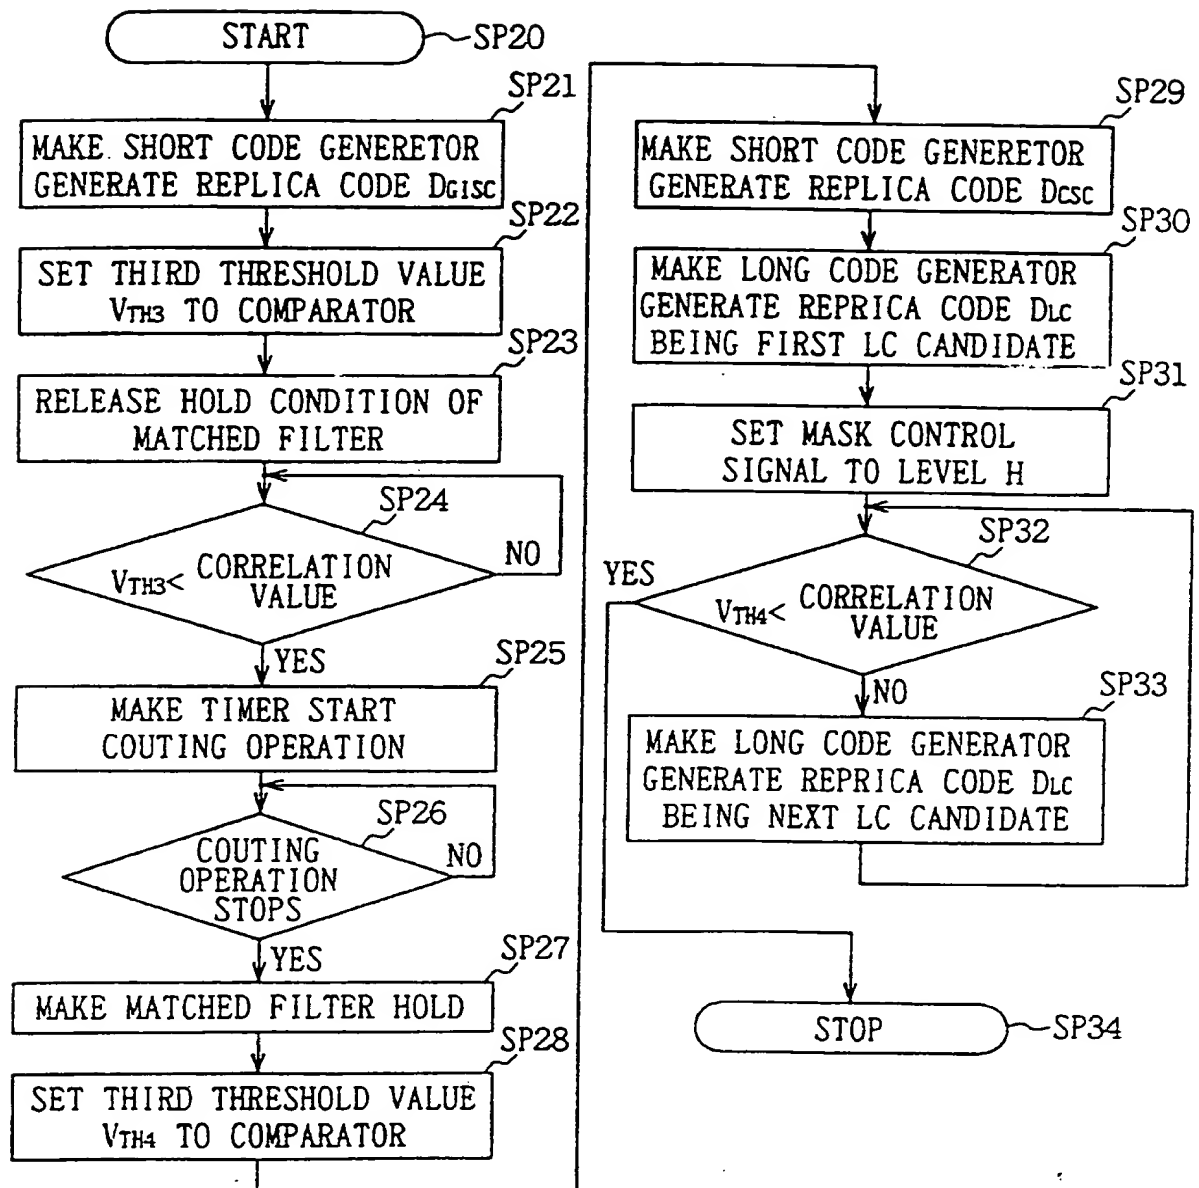 START
SP20
SP21
MAKE SHORT CODE GENERETOR
GENERATE REPLICA CODE DG1SC
SP22
SET THIRD THRESHOLD VALUE
VTH3 TO COMPARATOR
SP23
RELEASE HOLD CONDITION OF
MATCHED FILTER
SP24
VTH3< CORRELATION
VALUE
NO
YES
SP25
MAKE TIMER START
COUTING OPERATION
SP26
COUTING
OPERATION
STOPS
NO
YES
SP27
MAKE MATCHED FILTER HOLD
SP28
SET THIRD THRESHOLD VALUE
VTH4 TO COMPARATOR
SP29
MAKE SHORT CODE GENERETOR
GENERATE REPLICA CODE DCSC
SP30
MAKE LONG CODE GENERATOR
GENERATE REPRICA CODE DLC
BEING FIRST LC CANDIDATE
SP31
SET MASK CONTROL
SIGNAL TO LEVEL H
SP32
YES
VTH4< CORRELATION
VALUE
NO
SP33
MAKE LONG CODE GENERATOR
GENERATE REPRICA CODE DLC
BEING NEXT LC CANDIDATE
STOP
SP34